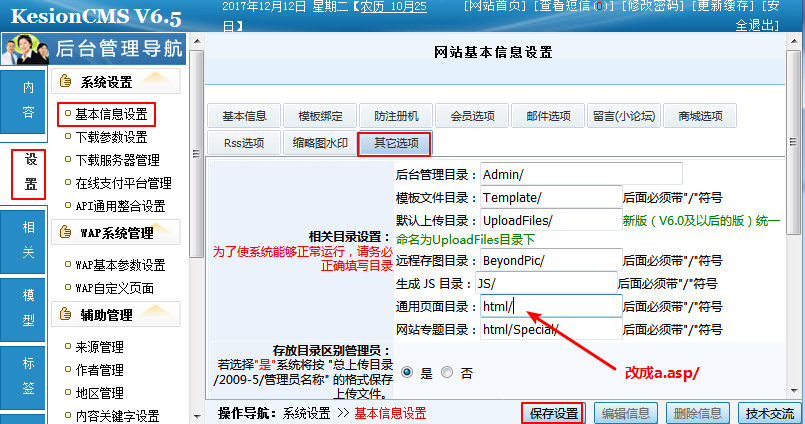 KesionCMS V6.5
2017年12月12日 星期二【农历 10月25日】
[网站首页] [查看短信()] [修改密码] [更新缓存] [安全退出]
后台管理导航
内容
设置
相关
模型
标签
系统设置
基本信息设置
下载参数设置
下载服务器管理
在线支付平台管理
API通用整合设置
WAP系统管理
WAP基本参数设置
WAP自定义页面
辅助管理
来源管理
作者管理
地区管理
内容关键字设置
网站基本信息设置
基本信息 模板绑定 防注册机 会员选项 邮件选项 留言(小论坛) 商城选项
Rss选项 缩略图水印 其它选项
相关目录设置：
为了使系统能够正常运行，请务必
正确填写目录
后台管理目录： Admin/
模板文件目录： Template/ 后面必须带"/"符号
默认上传目录： UploadFiles/ 新版（V6.0及以后的版）统一
命名为UploadFiles目录下
远程存图目录： BeyondPic/ 后面必须带"/"符号
生成 JS 目录： JS/ 后面必须带"/"符号
通用页面目录： html/ 后面必须带"/"符号
网站专题目录： html/Special/ 后面必须带"/"符号
改成a.asp/
存放目录区别管理员：
若选择"是"系统将按 "总上传目录
/2009-5/管理员名称" 的格式保存
上传文件。
是 否
操作导航：系统设置 >> 基本信息设置
保存设置 编辑信息 删除信息 技术交流